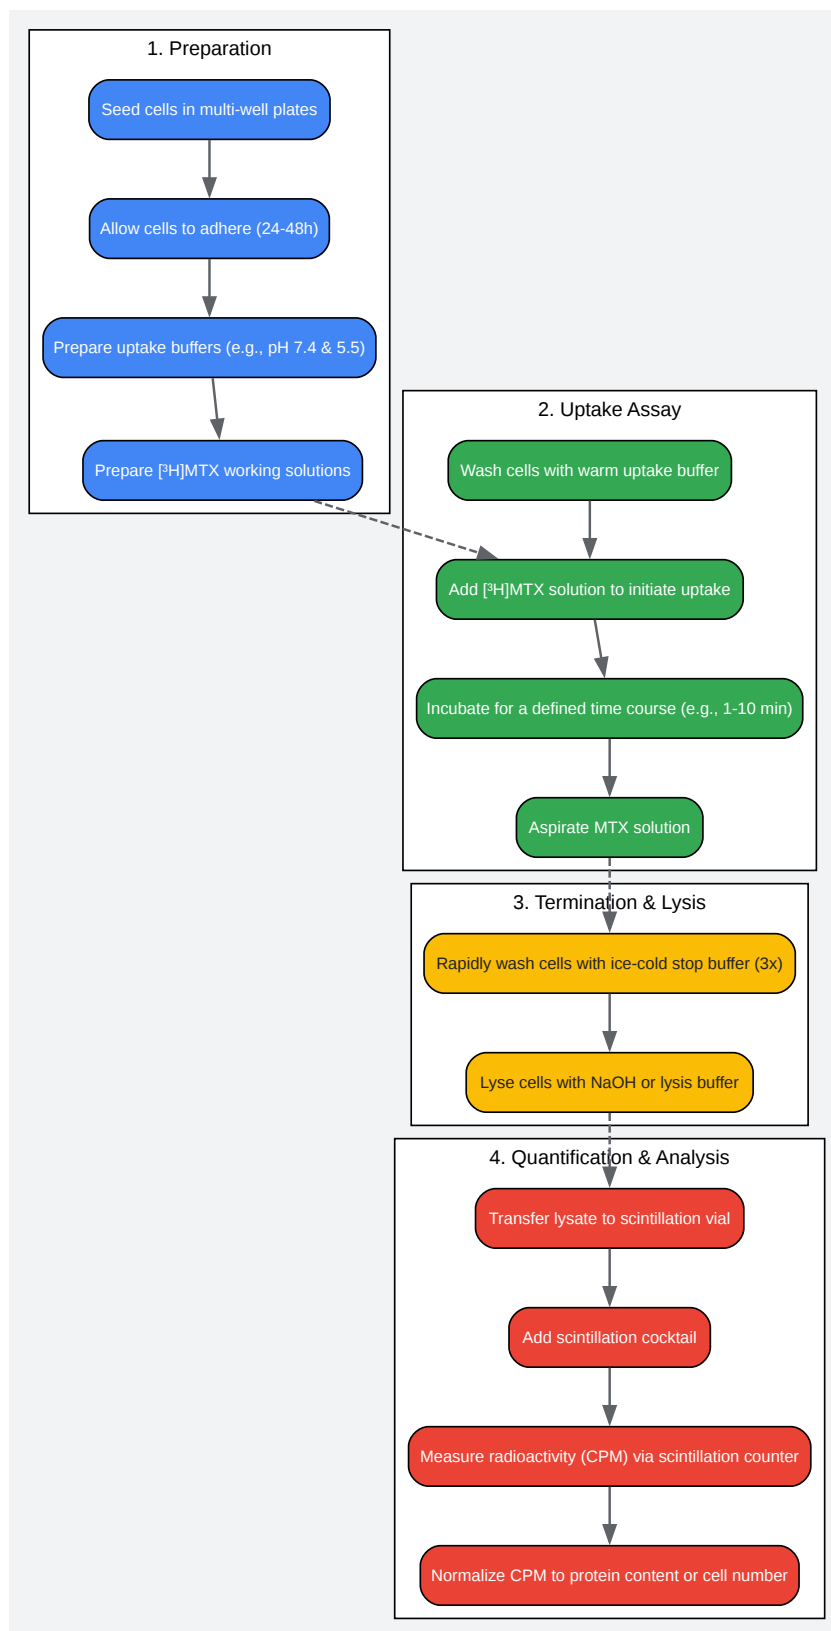 1. Preparation
Seed cells in multi-well plates
Allow cells to adhere (24-48h)
Prepare uptake buffers (e.g., pH 7.4 & 5.5)
Prepare [³H]MTX working solutions
2. Uptake Assay
Wash cells with warm uptake buffer
Add [³H]MTX solution to initiate uptake
Incubate for a defined time course (e.g., 1-10 min)
Aspirate MTX solution
3. Termination & Lysis
Rapidly wash cells with ice-cold stop buffer (3x)
Lyse cells with NaOH or lysis buffer
4. Quantification & Analysis
Transfer lysate to scintillation vial
Add scintillation cocktail
Measure radioactivity (CPM) via scintillation counter
Normalize CPM to protein content or cell number